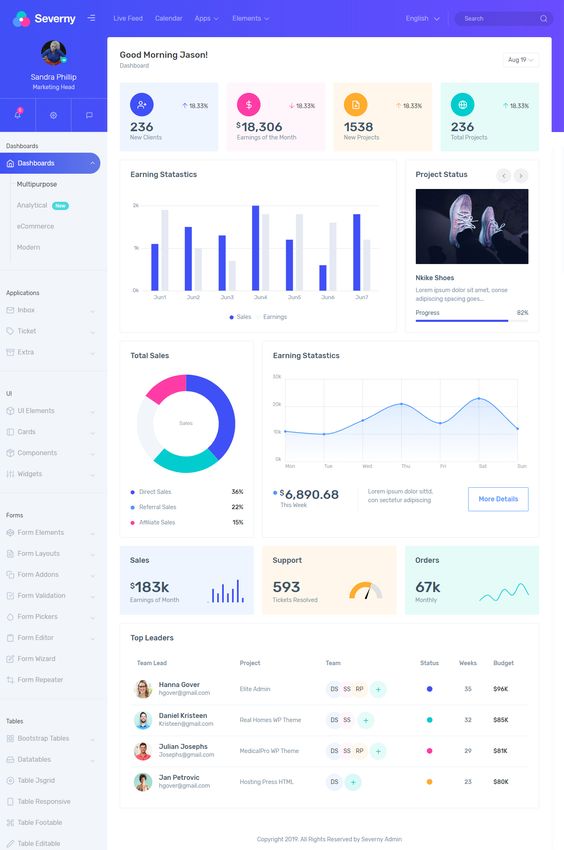 Severny
Live Feed
Calendar
Apps
Elements
English
Search
Sandra Phillip
Marketing Head
Dashboards
Dashboards
Multipurpose
Analytical New
eCommerce
Modern
Applications
Inbox
Ticket
Extra
UI
UI Elements
Cards
Components
Widgets
Forms
Form Elements
Form Layouts
Form Addons
Form Validation
Form Pickers
Form Editor
Form Wizard
Form Repeater
Tables
Bootstrap Tables
Datatables
Table Jsgrid
Table Responsive
Table Footable
Table Editable
Good Morning Jason!
Dashboard
Aug 19
18.33%
236
New Clients
18.33%
$18,306
Earnings of the Month
18.33%
1538
New Projects
18.33%
236
Total Projects
Earning Statastics
2k
1k
0k
Jun1 Jun2 Jun3 Jun4 Jun5 Jun6 Jun7
Sales Earnings
Project Status
Nkike Shoes
Lorem ipsum dolor sit amet, conse
adipiscing spacing goes...
Progress 82%
Total Sales
Sales
Direct Sales 36%
Referral Sales 22%
Affiliate Sales 15%
Earning Statastics
30k
20k
10k
0k
Mon Tue Wed Thu Fri Sat Sun
$6,890.68
This Week
Lorem ipsum dolor sittd,
con sectetur adipiscing
More Details
Sales
$183k
Earnings of Month
Support
593
Tickets Resolved
Orders
67k
Monthly
Top Leaders
Team Lead Project Team Status Weeks Budget
Hanna Gover
hgover@gmail.com
Elite Admin DS SS RP + 35 $96K
Daniel Kristeen
Kristeen@gmail.com
Real Homes WP Theme DS SS + 32 $85K
Julian Josephs
Josephs@gmail.com
MedicalPro WP Theme DS SS RP + 29 $81K
Jan Petrovic
hgover@gmail.com
Hosting Press HTML DS + 23 $80K
Copyright 2019. All Rights Reserved by Severny Admin